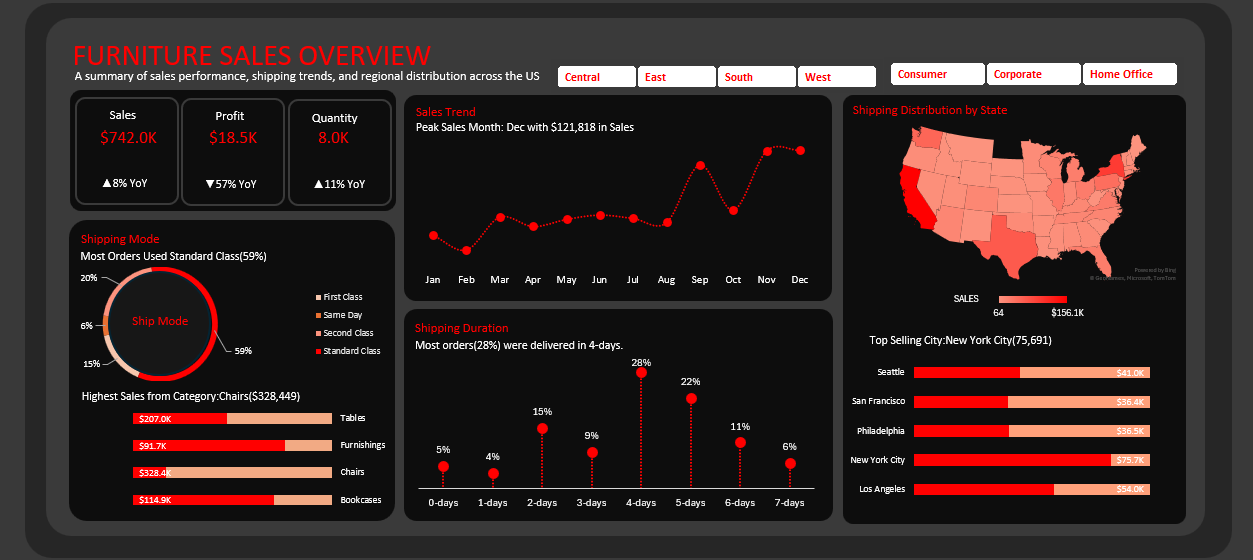 FURNITURE SALES OVERVIEW
A summary of sales performance, shipping trends, and regional distribution across the US
Central
East
South
West
Consumer
Corporate
Home Office
Sales
$742.0K
▲8% YoY
Profit
$18.5K
▼57% YoY
Quantity
8.0K
▲11% YoY
Shipping Mode
Most Orders Used Standard Class(59%)
20%
6%
15%
59%
Ship Mode
First Class
Same Day
Second Class
Standard Class
Highest Sales from Category:Chairs($328,449)
$207.0K Tables
$91.7K Furnishings
$328.4K Chairs
$114.9K Bookcases
Sales Trend
Peak Sales Month: Dec with $121,818 in Sales
Jan Feb Mar Apr Jun Jun Jul Aug Sep Oct Nov Dec
Shipping Duration
Most orders(28%) were delivered in 4-days.
5% 4% 15% 9% 28% 22% 11% 6%
0-days 1-days 2-days 3-days 4-days 5-days 6-days 7-days
Shipping Distribution by State
Powered by Bing
© GeoNames, Microsoft, TomTom
SALES
64 $156.1K
Top Selling City:New York City(75,691)
Seattle $41.0K
San Francisco $36.4K
Philadelphia $36.5K
New York City $75.7K
Los Angeles $54.0K